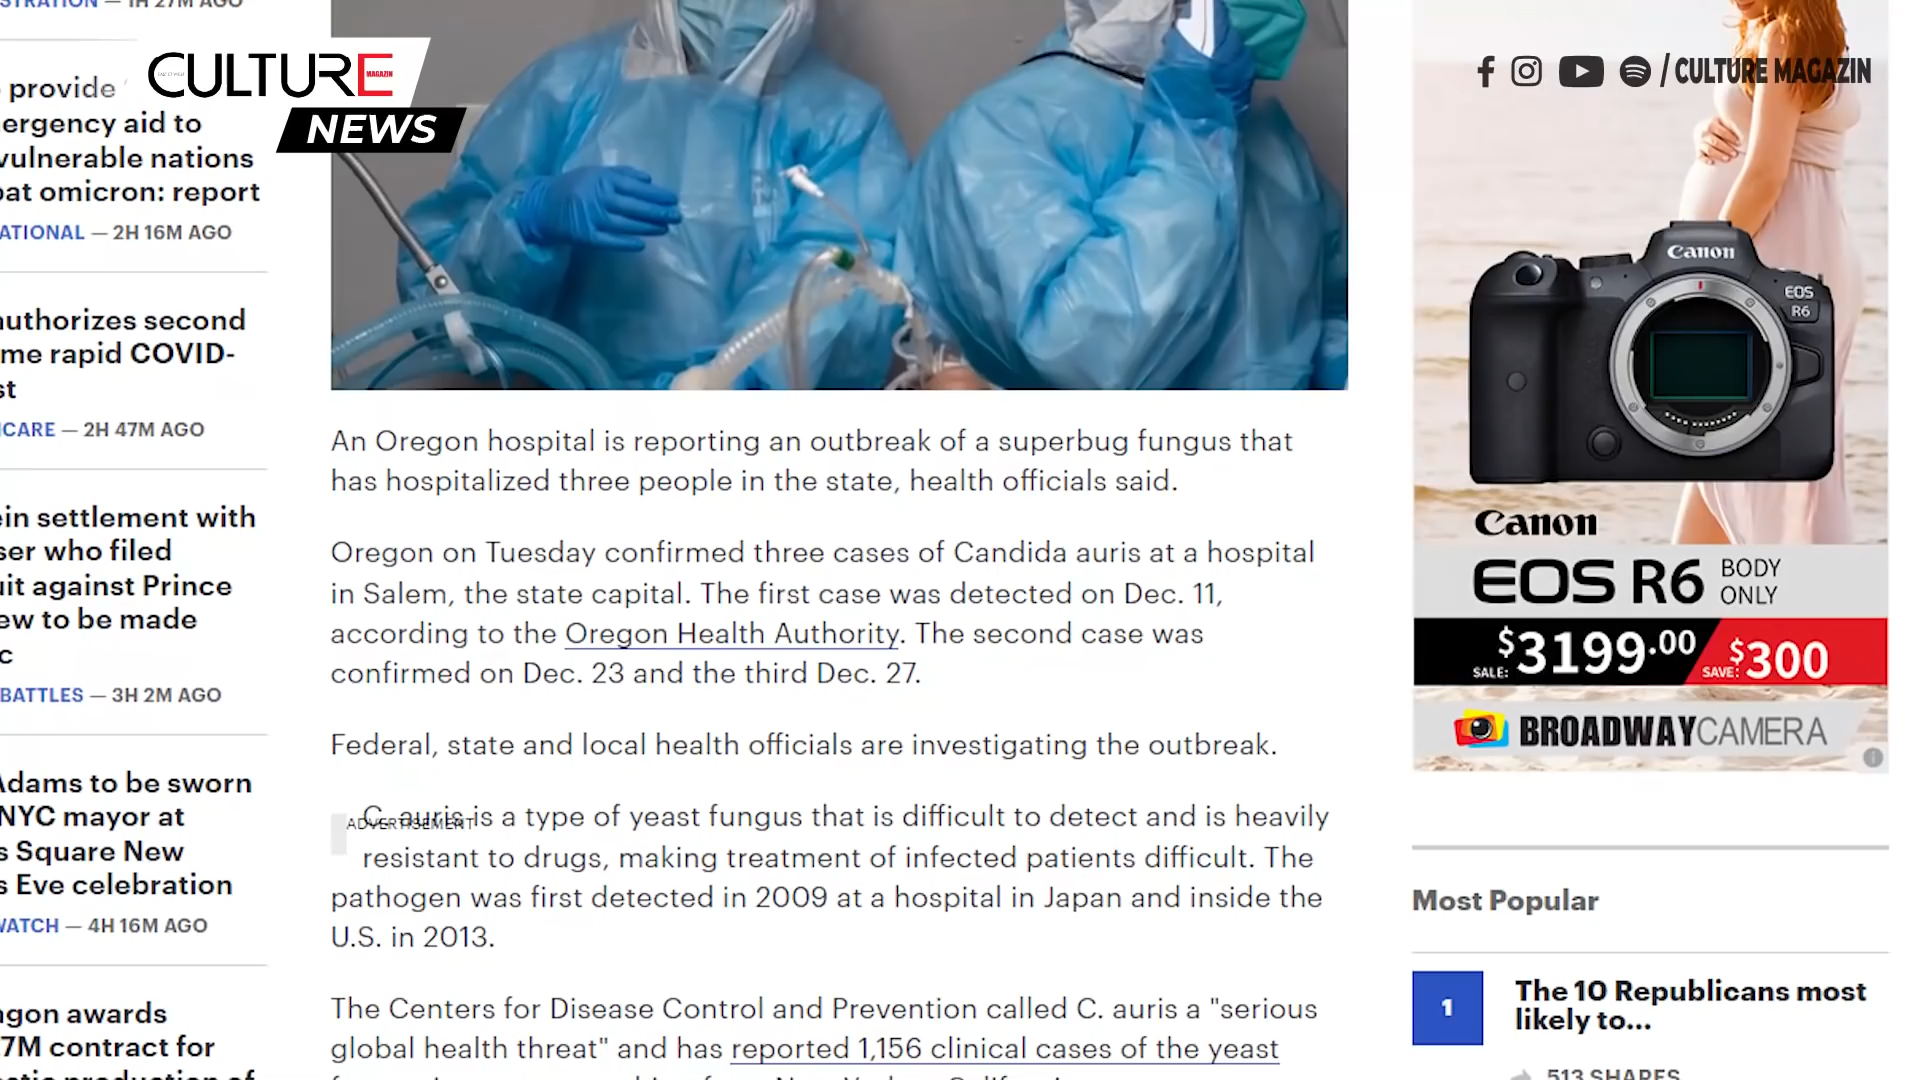 1H 27M AGO
CULTURE
MAGAZIN
NEWS
/ CULTURE MAGAZIN
provide
ergency aid to
vulnerable nations
bat omicron: report
ATIONAL — 2H 16M AGO
authorizes second
me rapid COVID-
st
HCARE — 2H 47M AGO
ein settlement with
ser who filed
uit against Prince
ew to be made
c
BATTLES — 3H 2M AGO
Adams to be sworn
NYC mayor at
s Square New
s Eve celebration
WATCH — 4H 16M AGO
agon awards
.7M contract for
An Oregon hospital is reporting an outbreak of a superbug fungus that
has hospitalized three people in the state, health officials said.
Oregon on Tuesday confirmed three cases of Candida auris at a hospital
in Salem, the state capital. The first case was detected on Dec. 11,
according to the Oregon Health Authority. The second case was
confirmed on Dec. 23 and the third Dec. 27.
Federal, state and local health officials are investigating the outbreak.
ADVERTISEMENT
C. auris is a type of yeast fungus that is difficult to detect and is heavily
resistant to drugs, making treatment of infected patients difficult. The
pathogen was first detected in 2009 at a hospital in Japan and inside the
U.S. in 2013.
The Centers for Disease Control and Prevention called C. auris a "serious
global health threat" and has reported 1,156 clinical cases of the yeast
Canon
EOS
R6
Canon
EOS R6 BODY
ONLY
SALE: $3199.00 SAVE: $300
BROADWAYCAMERA
Most Popular
1
The 10 Republicans most
likely to...
513 SHARES